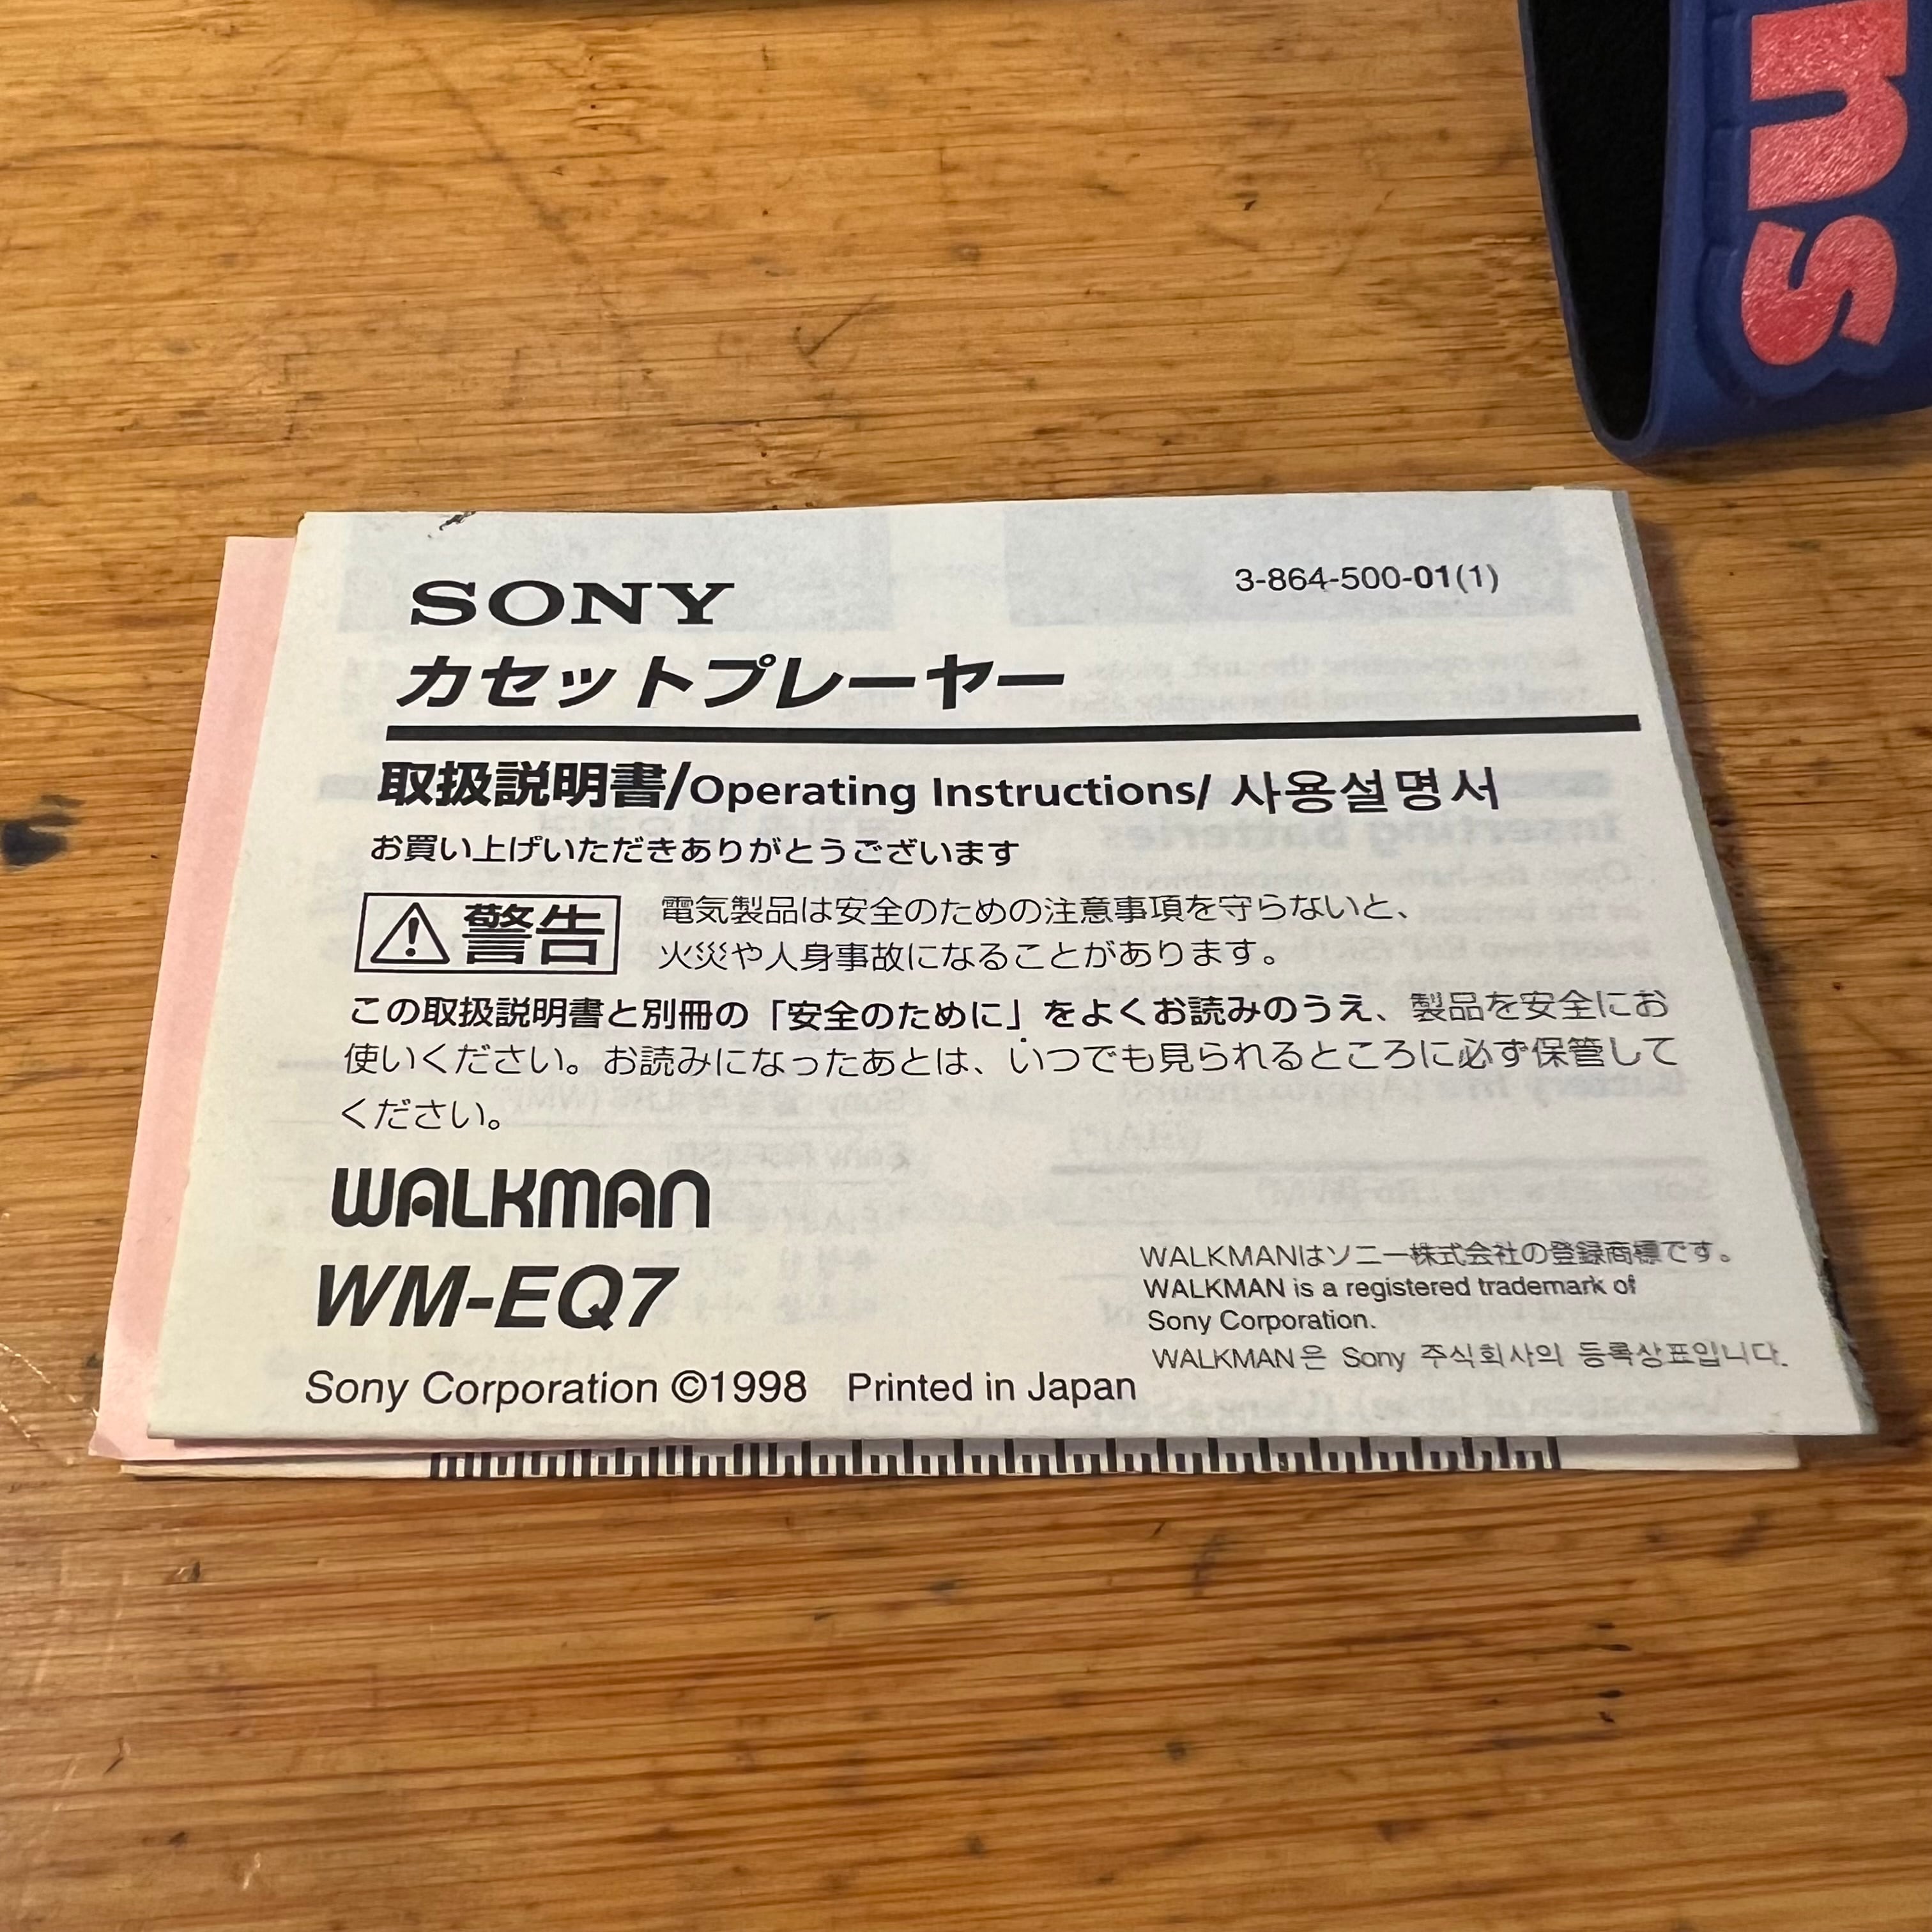 ns
SONY
3-864-500-01(1)
カセットプレーヤー
取扱説明書/Operating Instructions/ 사용설명서
お買い上げいただきありがとうございます
警告
電気製品は安全のための注意事項を守らないと、
火災や人身事故になることがあります。
この取扱説明書と別冊の「安全のために」をよくお読みのうえ、製品を安全にお
使いください。お読みになったあとは、いつでも見られるところに必ず保管して
ください。
WALKMAN
WM-EQ7
WALKMANはソニー株式会社の登録商標です。
WALKMAN is a registered trademark of
Sony Corporation.
WALKMAN은 Sony 주식회사의 등록상표입니다.
Sony Corporation ©1998 Printed in Japan